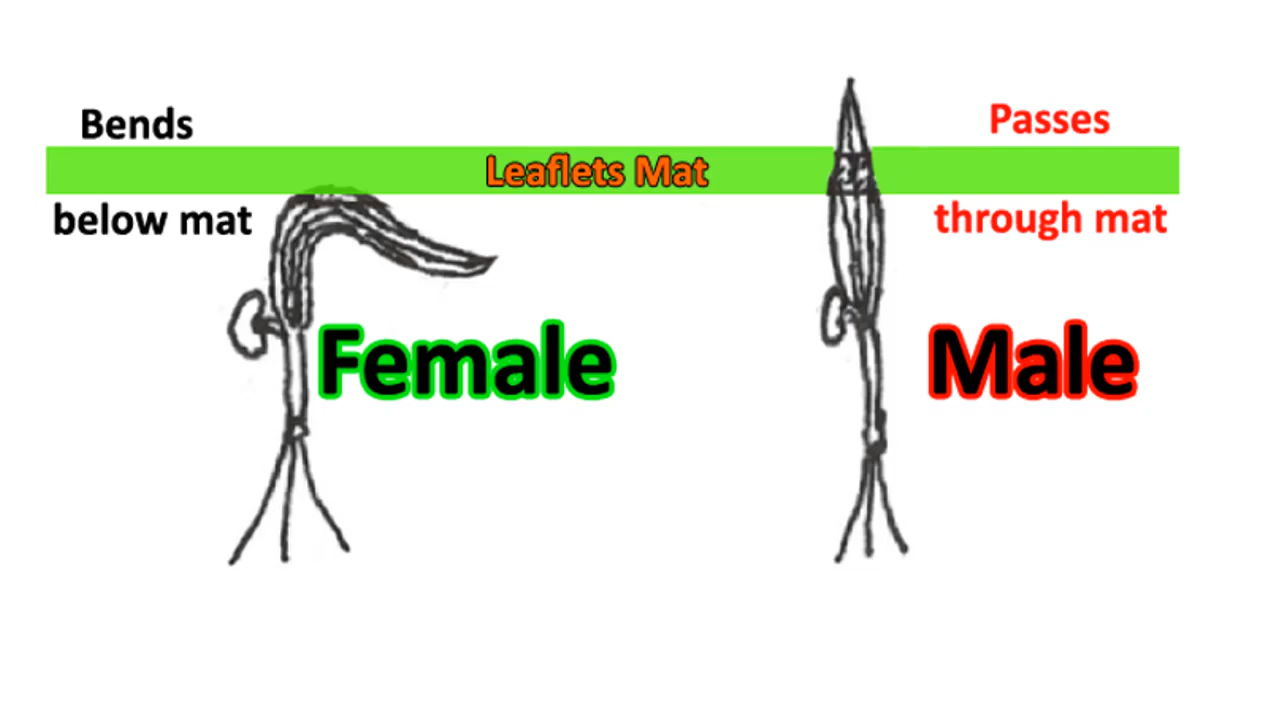 Bends
below mat
Leaflets Mat
Passes
through mat
Female
Male